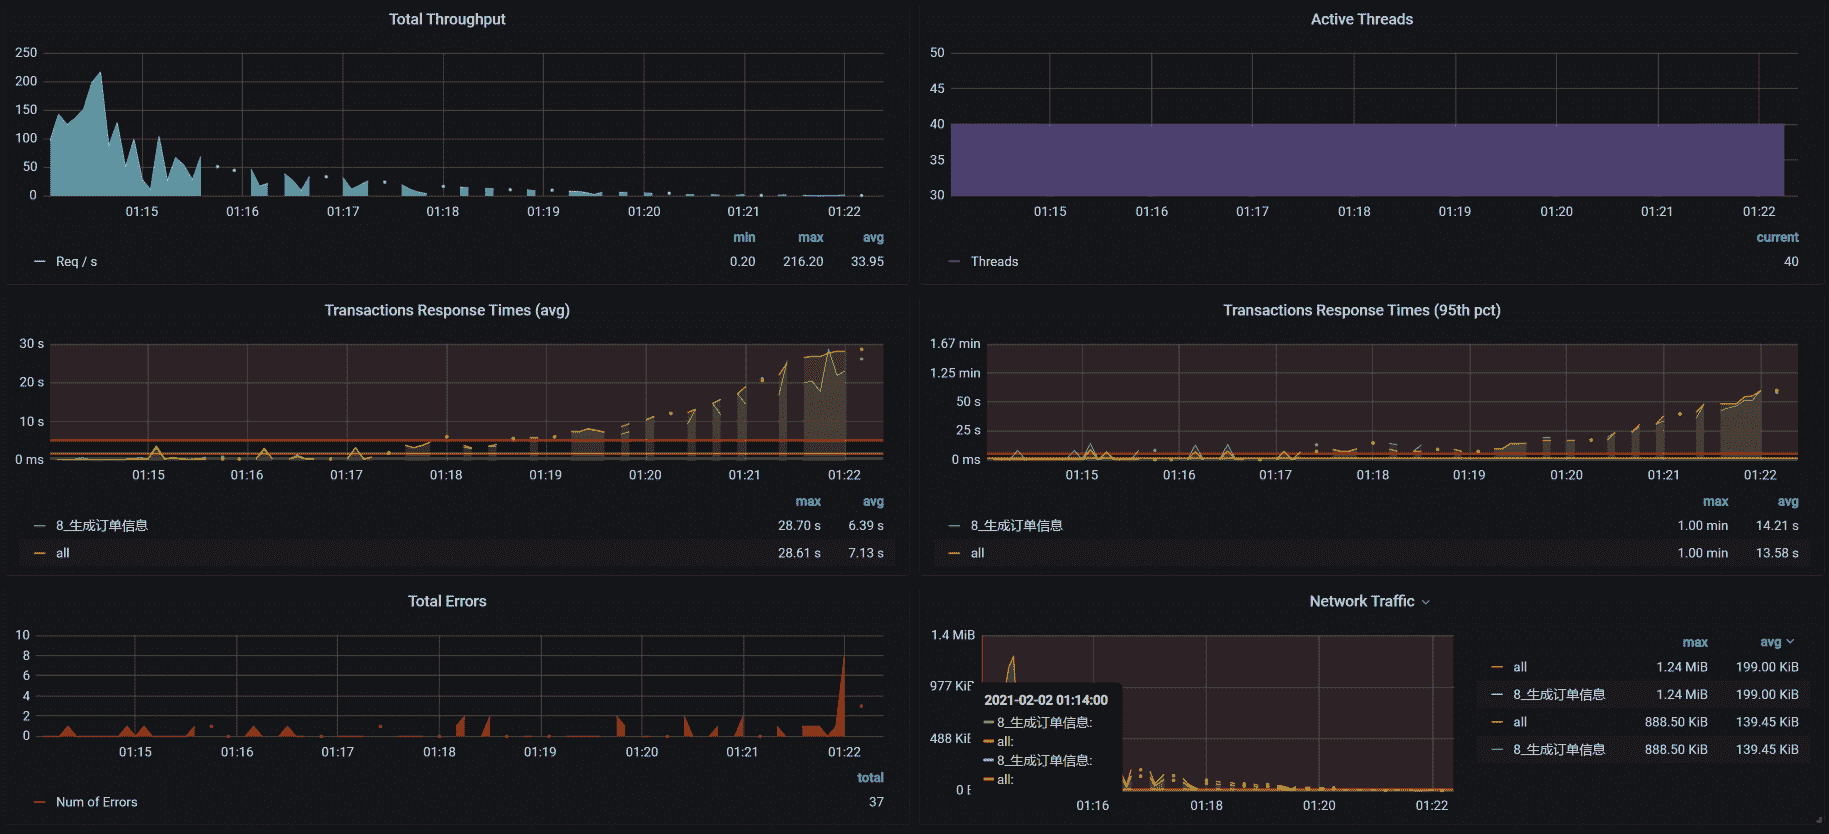 Total Throughput
250
200
150
100
50
0
01:15 01:16 01:17 01:18 01:19 01:20 01:21 01:22
min max avg
Req / s 0.20 216.20 33.95
Active Threads
50
45
40
35
30
01:15 01:16 01:17 01:18 01:19 01:20 01:21 01:22
current
Threads 40
Transactions Response Times (avg)
30 s
20 s
10 s
0 ms
01:15 01:16 01:17 01:18 01:19 01:20 01:21 01:22
max avg
8_生成订单信息 28.70 s 6.39 s
all 28.61 s 7.13 s
Transactions Response Times (95th pct)
1.67 min
1.25 min
50 s
25 s
0 ms
01:15 01:16 01:17 01:18 01:19 01:20 01:21 01:22
max avg
8_生成订单信息 1.00 min 14.21 s
all 1.00 min 13.58 s
Total Errors
10
8
6
4
2
0
01:15 01:16 01:17 01:18 01:19 01:20 01:21 01:22
total
Num of Errors 37
Network Traffic
1.4 MiB
977 KiB
488 KiB
0 B
2021-02-02 01:14:00
8_生成订单信息:
all:
8_生成订单信息:
all:
01:16 01:18 01:20 01:22
max avg
all 1.24 MiB 199.00 KiB
8_生成订单信息 1.24 MiB 199.00 KiB
all 888.50 KiB 139.45 KiB
8_生成订单信息 888.50 KiB 139.45 KiB